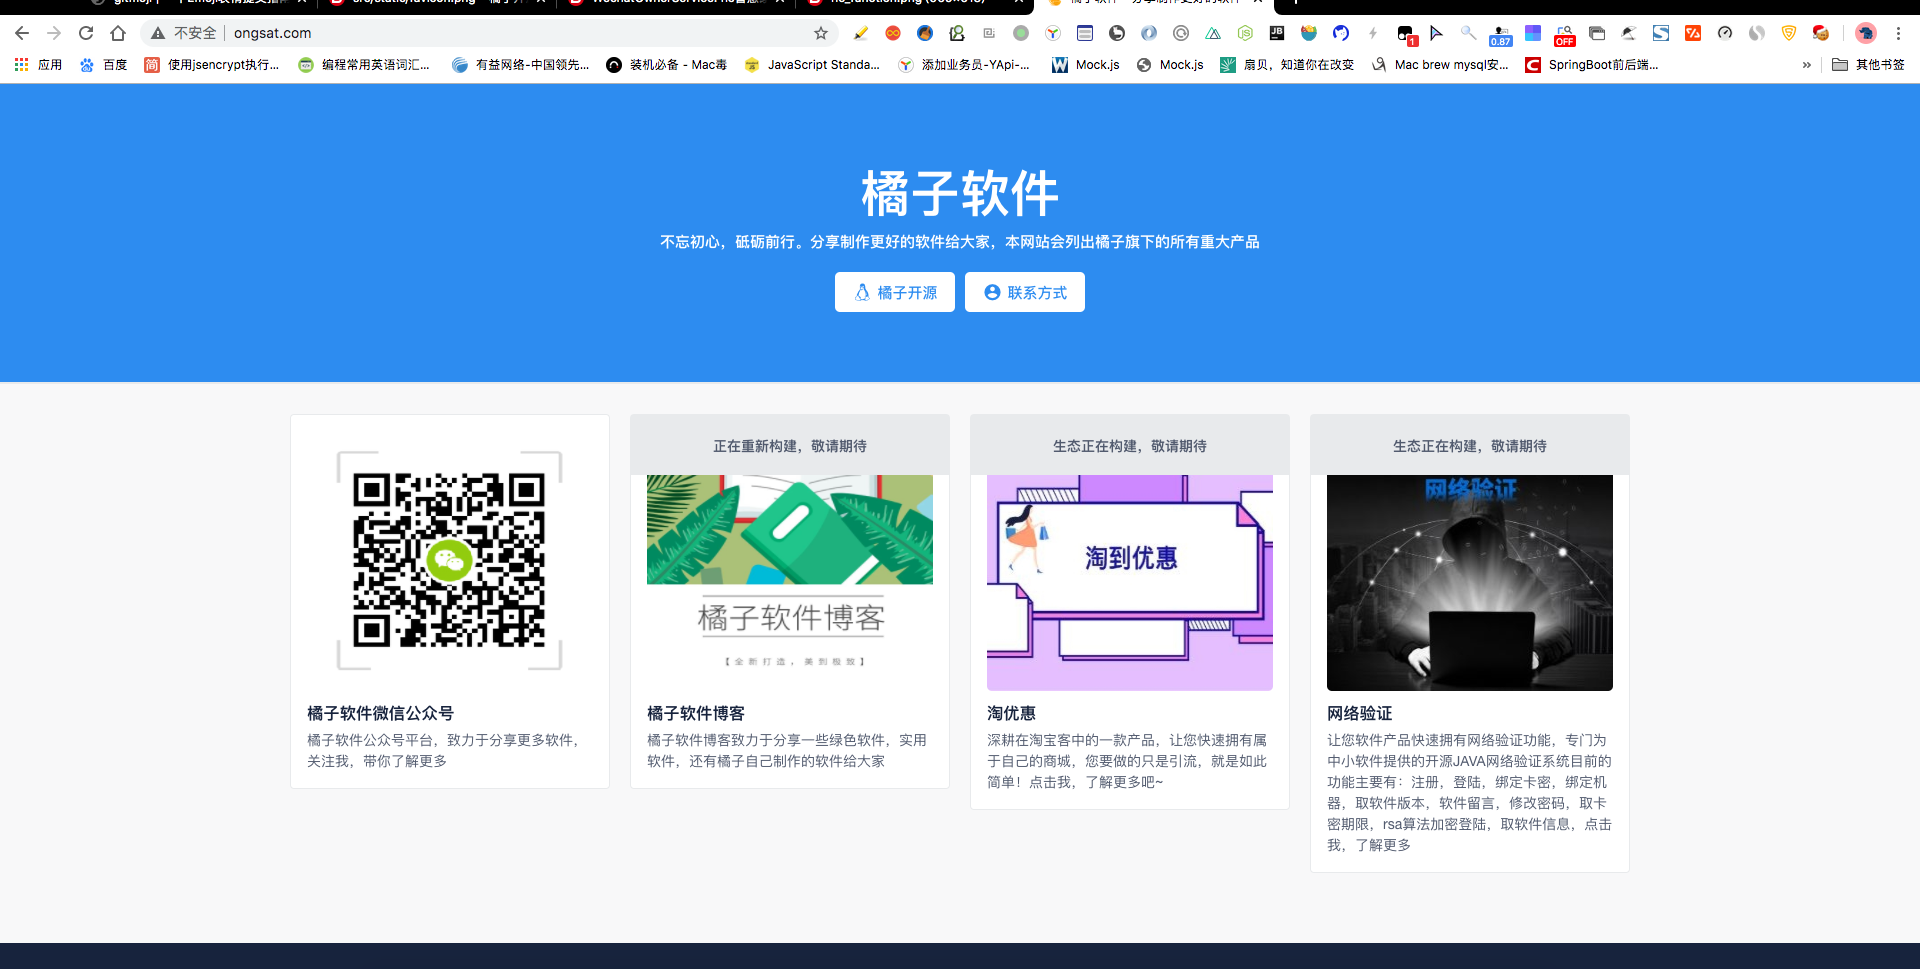 不安全
ongsat.com
1
0.87
OFF
应用
百度
使用jsencrypt执行...
编程常用英语词汇...
有益网络-中国领先...
装机必备 - Mac毒
JavaScript Standa...
添加业务员-YApi-...
Mock.js
Mock.js
扇贝，知道你在改变
Mac brew mysql安...
SpringBoot前后端...
»
其他书签
橘子软件
不忘初心，砥砺前行。分享制作更好的软件给大家，本网站会列出橘子旗下的所有重大产品
橘子开源
联系方式
橘子软件微信公众号
橘子软件公众号平台，致力于分享更多软件，
关注我，带你了解更多
正在重新构建，敬请期待
橘子软件博客
【全新打造，美到极致】
橘子软件博客
橘子软件博客致力于分享一些绿色软件，实用
软件，还有橘子自己制作的软件给大家
生态正在构建，敬请期待
淘到优惠
淘优惠
深耕在淘宝客中的一款产品，让您快速拥有属
于自己的商城，您要做的只是引流，就是如此
简单！点击我，了解更多吧~
生态正在构建，敬请期待
网络验证
网络验证
让您软件产品快速拥有网络验证功能，专门为
中小软件提供的开源JAVA网络验证系统目前的
功能主要有：注册，登陆，绑定卡密，绑定机
器，取软件版本，软件留言，修改密码，取卡
密期限，rsa算法加密登陆，取软件信息，点击
我，了解更多